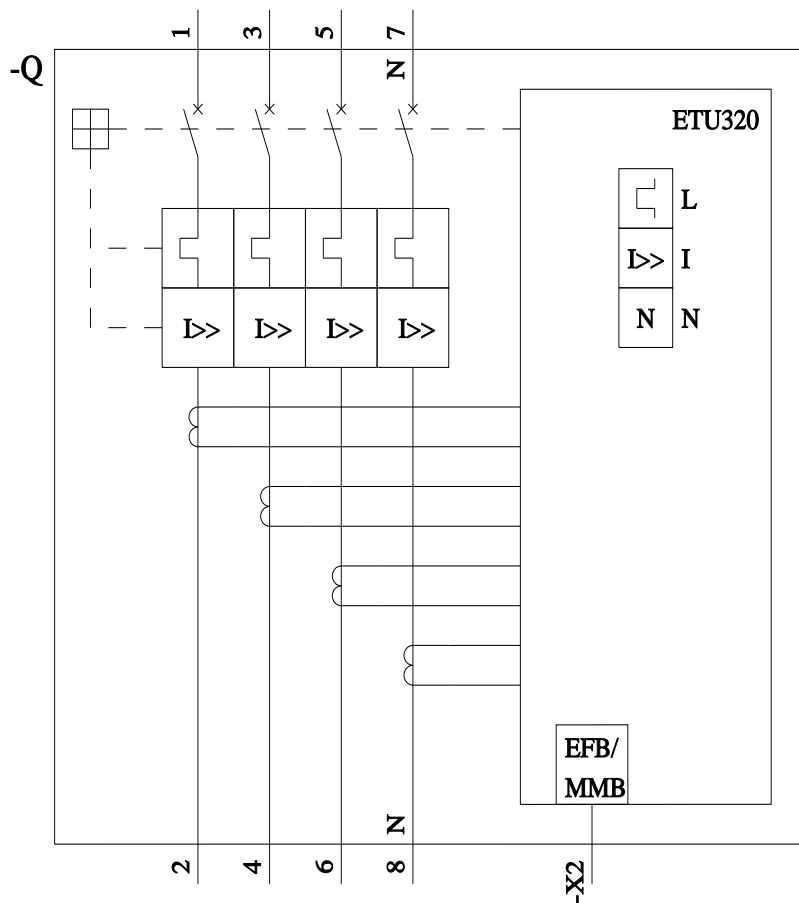 1 3 5 7
-Q
N
ETU320
L
I>> I
N N
I>> I>> I>> I>>
EFB/
MMB
N
2 4 6 8
-X2